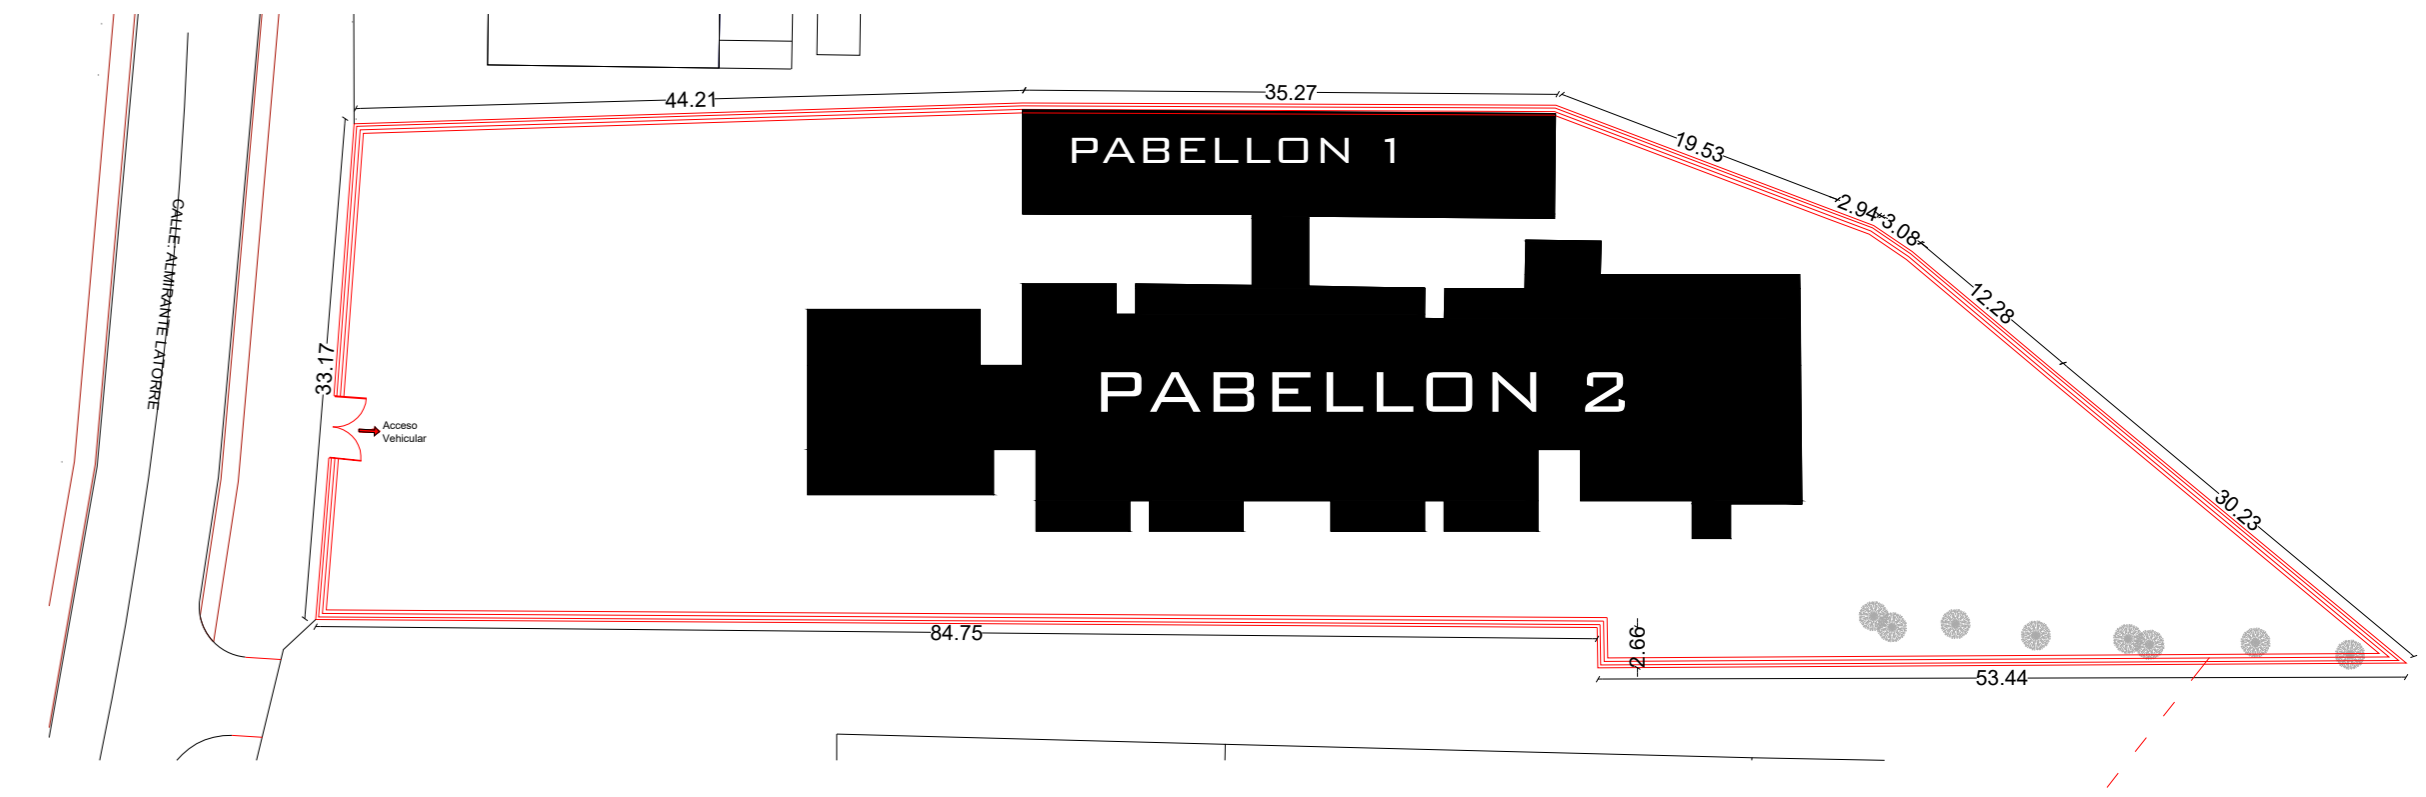 44.21
35.27
19.53
2.94
3.08
12.28
30.23
PABELLON 1
CALLE: ALMIRANTE LATORRE
33.17
Acceso
Vehicular
PABELLON 2
84.75
2.66
53.44